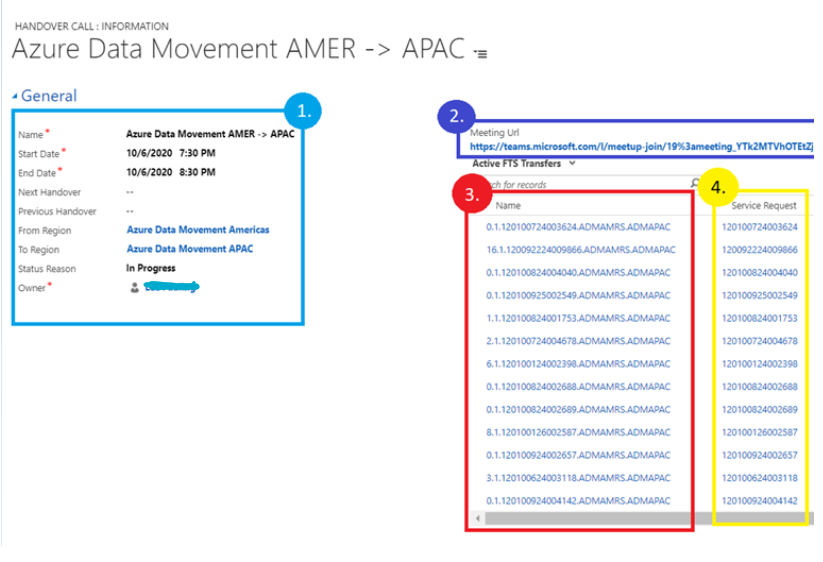 HANDOVER CALL : INFORMATION
Azure Data Movement AMER -> APAC
General
1.
Name* Azure Data Movement AMER -> APAC
Start Date* 10/6/2020 7:30 PM
End Date* 10/6/2020 8:30 PM
Next Handover --
Previous Handover --
From Region Azure Data Movement Americas
To Region Azure Data Movement APAC
Status Reason In Progress
Owner*
2.
Meeting Url
https://teams.microsoft.com/l/meetup-join/19%3ameeting_YTk2MTVhOTEtZj
Active FTS Transfers
for records
3.
4.
Name Service Request
0.1.120100724003624.ADMAMRS.ADMAPAC 120100724003624
16.1.120092224009866.ADMAMRS.ADMAPAC 120092224009866
0.1.120100824004040.ADMAMRS.ADMAPAC 120100824004040
0.1.120100925002549.ADMAMRS.ADMAPAC 120100925002549
1.1.120100824001753.ADMAMRS.ADMAPAC 120100824001753
2.1.120100724004678.ADMAMRS.ADMAPAC 120100724004678
6.1.120100124002398.ADMAMRS.ADMAPAC 120100124002398
0.1.120100824002688.ADMAMRS.ADMAPAC 120100824002688
0.1.120100824002689.ADMAMRS.ADMAPAC 120100824002689
8.1.120100126002587.ADMAMRS.ADMAPAC 120100126002587
0.1.120100924002657.ADMAMRS.ADMAPAC 120100924002657
3.1.120100624003118.ADMAMRS.ADMAPAC 120100624003118
0.1.120100924004142.ADMAMRS.ADMAPAC 120100924004142